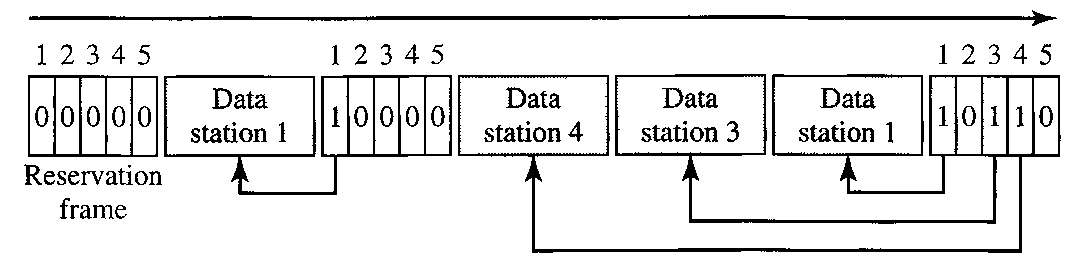 1 2 3 4 5
1 2 3 4 5
1 2 3 4 5
0 0 0 0 0
Data
station 1
1 0 0 0 0
Data
station 4
Data
station 3
Data
station 1
1 0 1 1 0
Reservation
frame